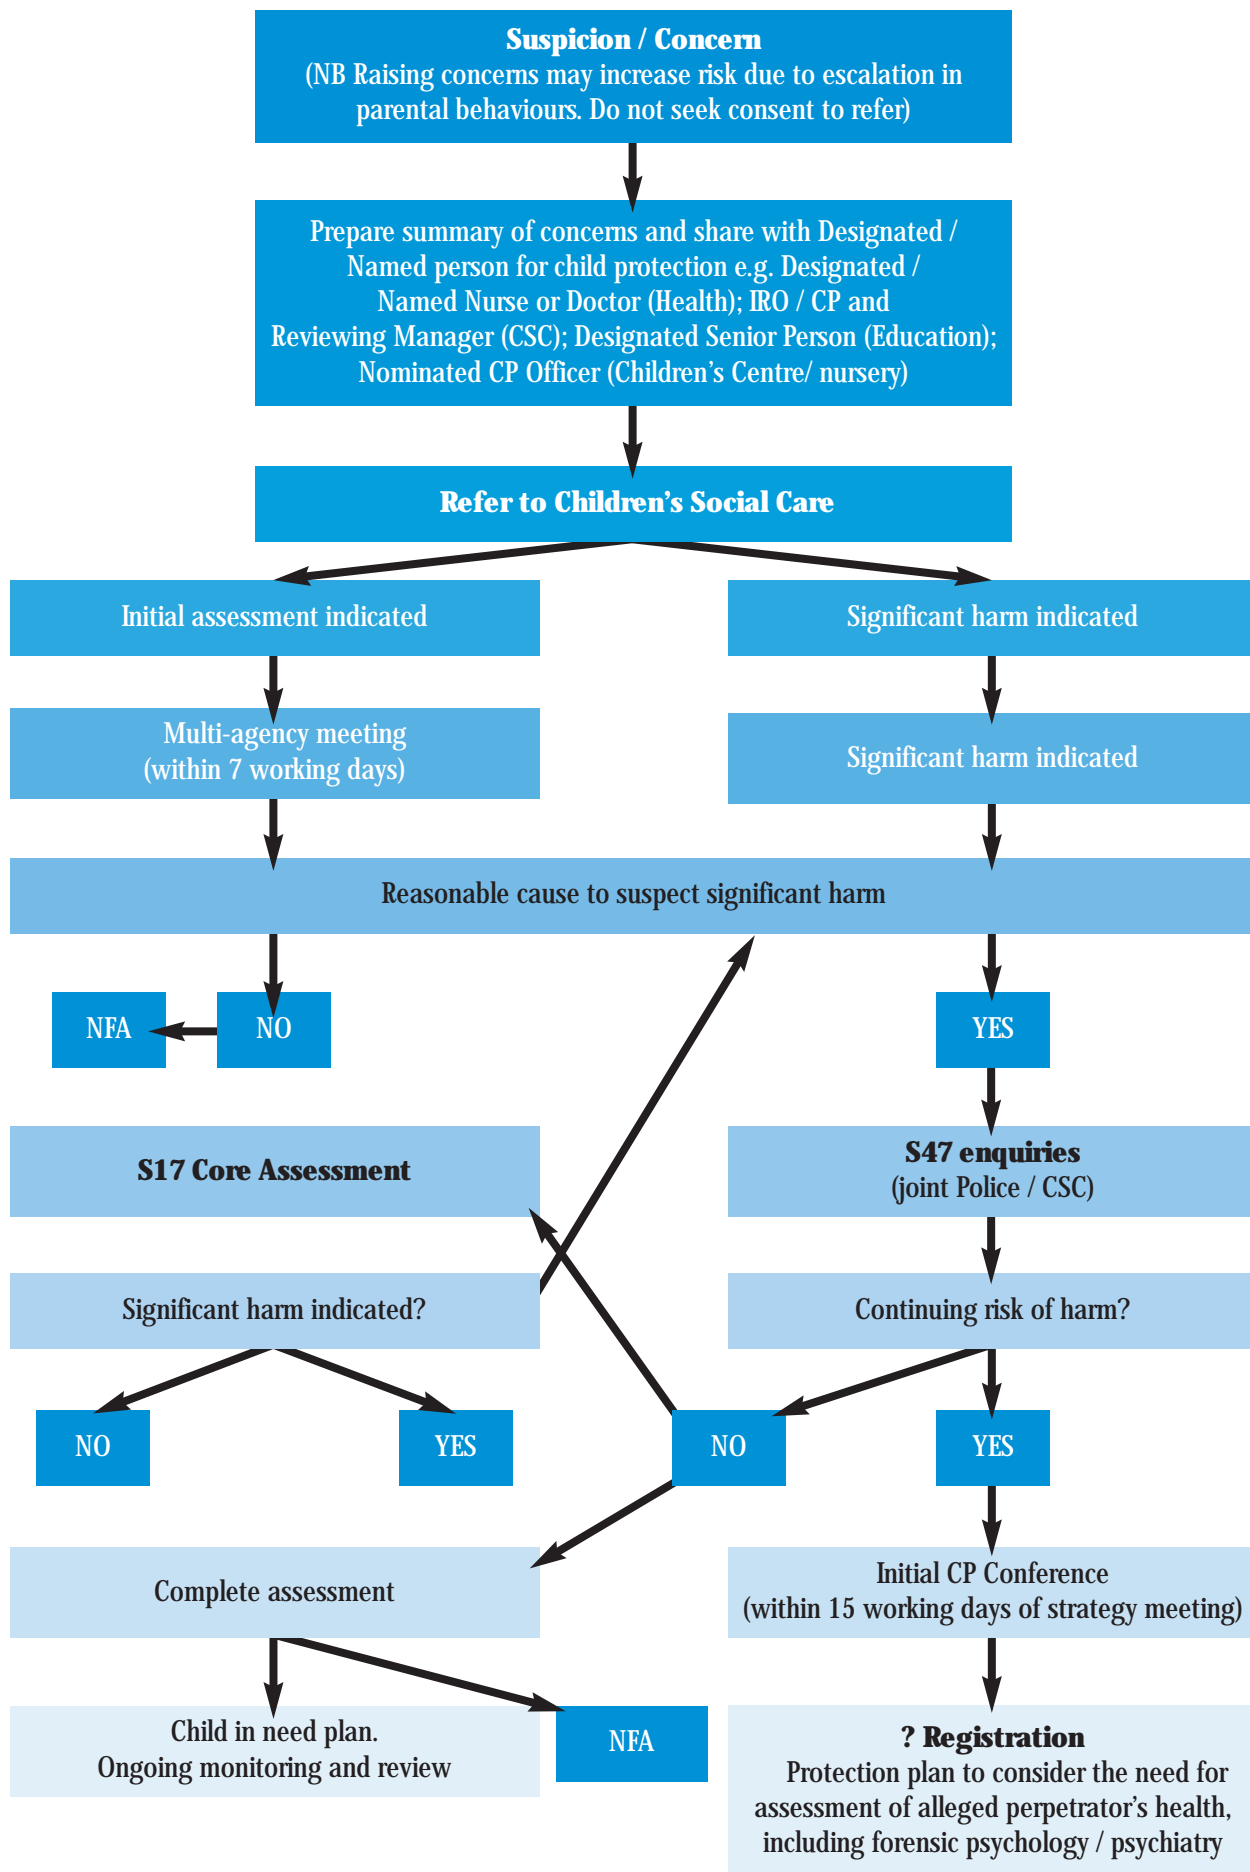 Suspicion / Concern
(NB Raising concerns may increase risk due to escalation in
parental behaviours. Do not seek consent to refer)
Prepare summary of concerns and share with Designated /
Named person for child protection e.g. Designated /
Named Nurse or Doctor (Health); IRO / CP and
Reviewing Manager (CSC); Designated Senior Person (Education);
Nominated CP Officer (Children’s Centre/ nursery)
Refer to Children’s Social Care
Initial assessment indicated
Significant harm indicated
Multi-agency meeting
(within 7 working days)
Significant harm indicated
Reasonable cause to suspect significant harm
NFA
NO
YES
S17 Core Assessment
S47 enquiries
(joint Police / CSC)
Significant harm indicated?
Continuing risk of harm?
NO
YES
NO
YES
Complete assessment
Initial CP Conference
(within 15 working days of strategy meeting)
Child in need plan.
Ongoing monitoring and review
NFA
? Registration
Protection plan to consider the need for
assessment of alleged perpetrator’s health,
including forensic psychology / psychiatry